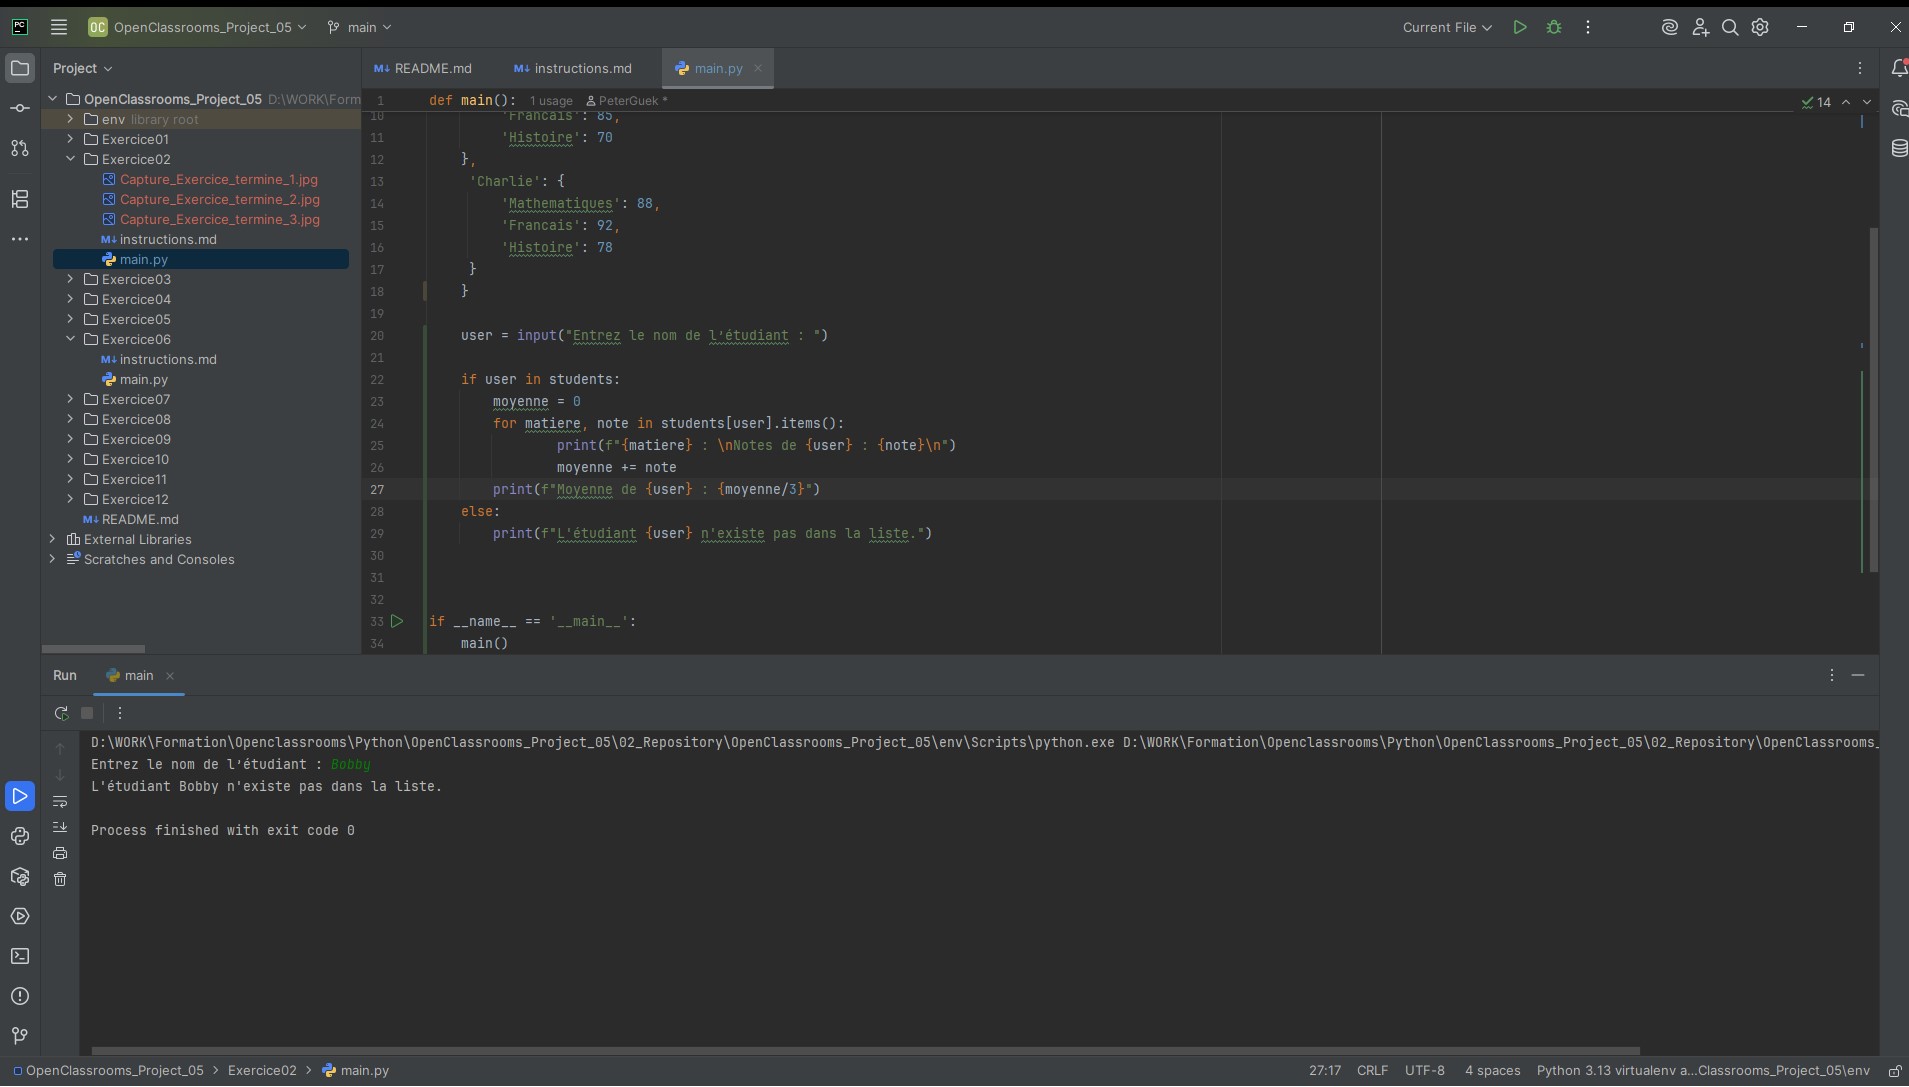 PC
OC OpenClassrooms_Project_05 main Current File
Project
README.md instructions.md main.py
OpenClassrooms_Project_05 D:\WORK\Form
env library root
Exercice01
Exercice02
Capture_Exercice_termine_1.jpg
Capture_Exercice_termine_2.jpg
Capture_Exercice_termine_3.jpg
instructions.md
main.py
Exercice03
Exercice04
Exercice05
Exercice06
instructions.md
main.py
Exercice07
Exercice08
Exercice09
Exercice10
Exercice11
Exercice12
README.md
External Libraries
Scratches and Consoles
1 def main(): 1 usage PeterGuek * 14
10 'Francais': 85,
11 'Histoire': 70
12 },
13 'Charlie': {
14 'Mathematiques': 88,
15 'Francais': 92,
16 'Histoire': 78
17 }
18 }
19
20 user = input("Entrez le nom de l'étudiant : ")
21
22 if user in students:
23 moyenne = 0
24 for matiere, note in students[user].items():
25 print(f"{matiere} : \nNotes de {user} : {note}\n")
26 moyenne += note
27 print(f"Moyenne de {user} : {moyenne/3}")
28 else:
29 print(f"L'étudiant {user} n'existe pas dans la liste.")
30
31
32
33 if __name__ == '__main__':
34 main()
Run main
D:\WORK\Formation\Openclassrooms\Python\OpenClassrooms_Project_05\02_Repository\OpenClassrooms_Project_05\env\Scripts\python.exe D:\WORK\Formation\Openclassrooms\Python\OpenClassrooms_Project_05\02_Repository\OpenClassrooms_
Entrez le nom de l'étudiant : Bobby
L'étudiant Bobby n'existe pas dans la liste.
Process finished with exit code 0
OpenClassrooms_Project_05 > Exercice02 > main.py 27:17 CRLF UTF-8 4 spaces Python 3.13 virtualenv a...Classrooms_Project_05\env